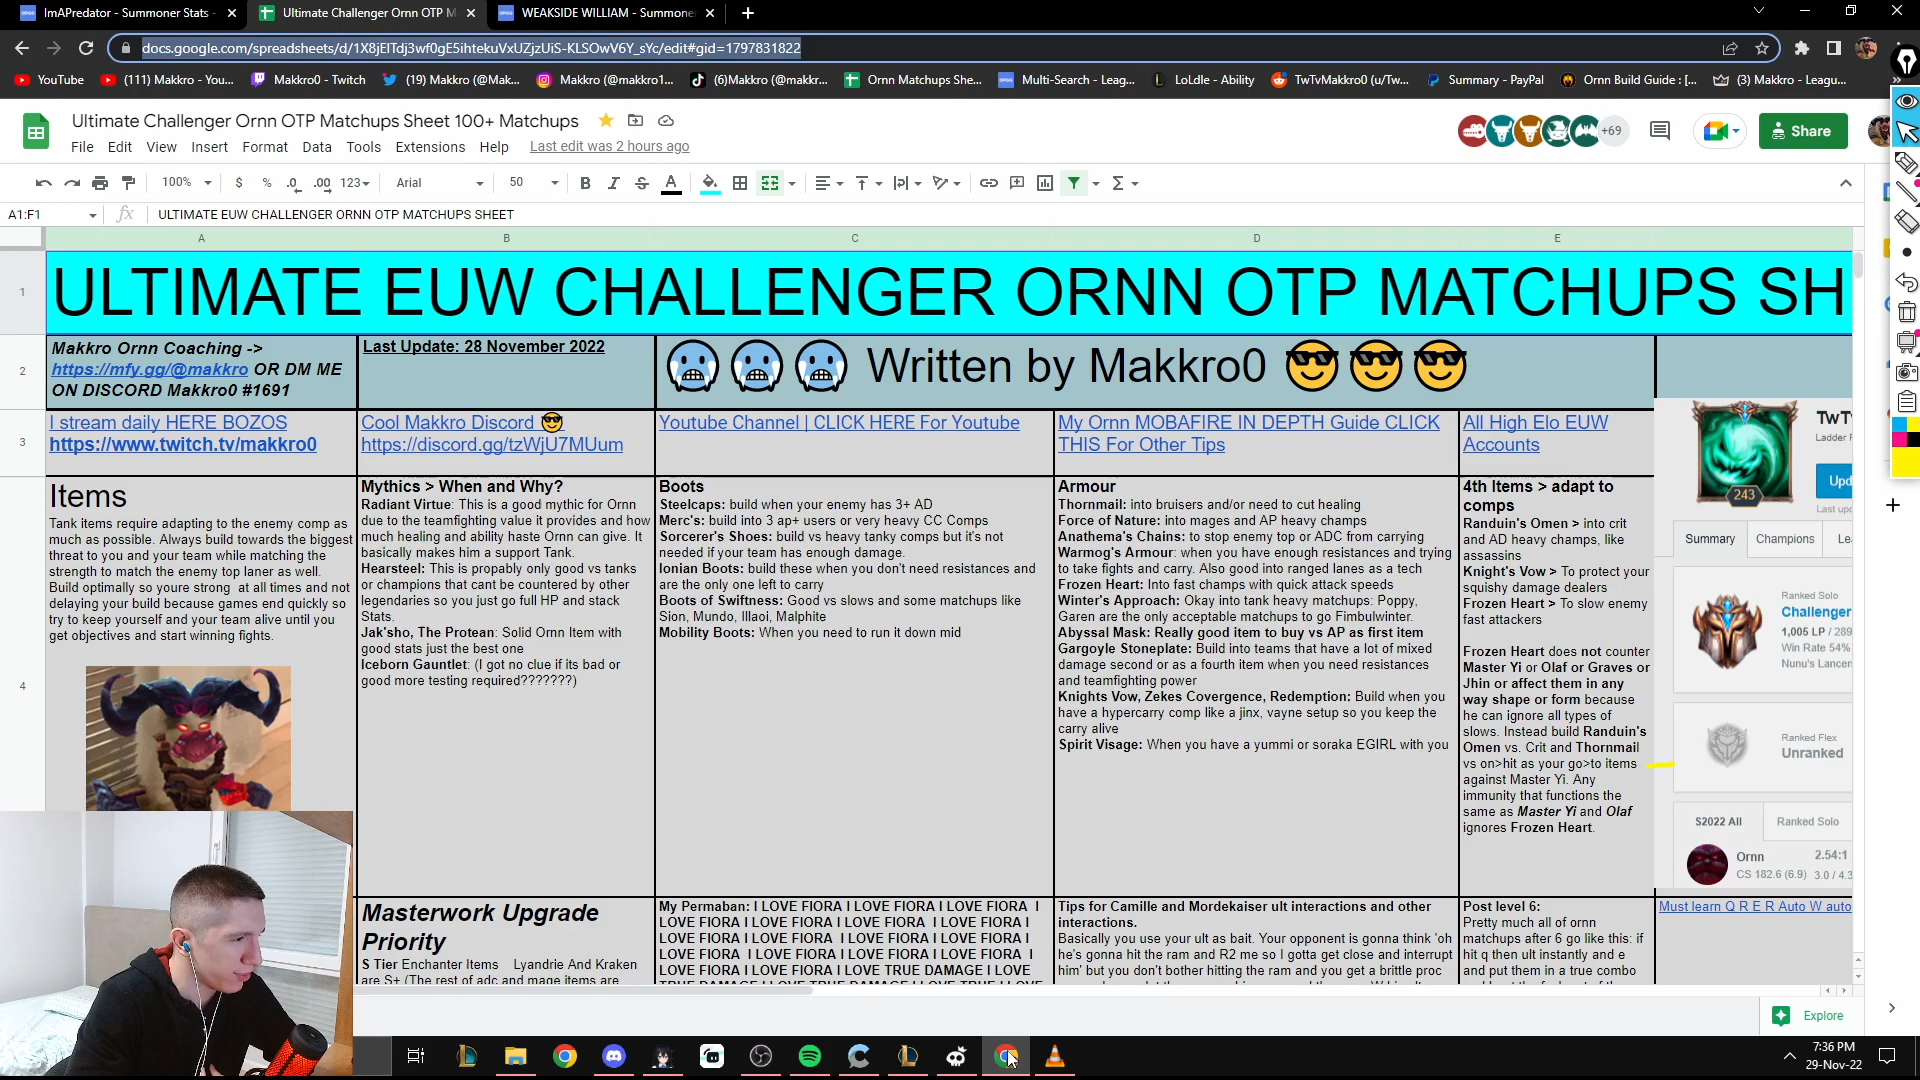 ImAPredator - Summoner Stats -
Ultimate Challenger Ornn OTP M
WEAKSIDE WILLIAM - Summoner
docs.google.com/spreadsheets/d/1X8jEITdj3wf0gE5ihtekuVxUZjzUiS-KLSOwV6Y_sYc/edit#gid=1797831822
YouTube (111) Makkro - You... Makkro0 - Twitch (19) Makkro (@Mak... Makkro (@makkro1... (6)Makkro (@makkr... Ornn Matchups She... Multi-Search - Leag... LoLdle - Ability TwTvMakkro0 (u/Tw... Summary - PayPal Ornn Build Guide : [... (3) Makkro - Leagu...
Ultimate Challenger Ornn OTP Matchups Sheet 100+ Matchups
+69 Share
File Edit View Insert Format Data Tools Extensions Help Last edit was 2 hours ago
100% $ % .0 .00 123 Arial 50 B I S A
A1:F1 fx ULTIMATE EUW CHALLENGER ORNN OTP MATCHUPS SHEET
A B C D E
1 ULTIMATE EUW CHALLENGER ORNN OTP MATCHUPS SH
2
Makkro Ornn Coaching ->
https://mfy.gg/@makkro OR DM ME
ON DISCORD Makkro0 #1691
Last Update: 28 November 2022
Written by Makkro0
3
I stream daily HERE BOZOS
https://www.twitch.tv/makkro0
Cool Makkro Discord
https://discord.gg/tzWjU7MUum
Youtube Channel | CLICK HERE For Youtube
My Ornn MOBAFIRE IN DEPTH Guide CLICK
THIS For Other Tips
All High Elo EUW
Accounts
4
Items
Tank items require adapting to the enemy comp as
much as possible. Always build towards the biggest
threat to you and your team while matching the
strength to match the enemy top laner as well.
Build optimally so youre strong at all times and not
delaying your build because games end quickly so
try to keep yourself and your team alive until you
get objectives and start winning fights.
Mythics > When and Why?
Radiant Virtue: This is a good mythic for Ornn
due to the teamfighting value it provides and how
much healing and ability haste Ornn can give. It
basically makes him a support Tank.
Hearsteel: This is propably only good vs tanks
or champions that cant be countered by other
legendaries so you just go full HP and stack
Stats.
Jak'sho, The Protean: Solid Ornn Item with
good stats just the best one
Iceborn Gauntlet: (I got no clue if its bad or
good more testing required???????)
Boots
Steelcaps: build when your enemy has 3+ AD
Merc's: build into 3 ap+ users or very heavy CC Comps
Sorcerer's Shoes: build vs heavy tanky comps but it's not
needed if your team has enough damage.
Ionian Boots: build these when you don't need resistances and
are the only one left to carry
Boots of Swiftness: Good vs slows and some matchups like
Sion, Mundo, Illaoi, Malphite
Mobility Boots: When you need to run it down mid
Armour
Thornmail: into bruisers and/or need to cut healing
Force of Nature: into mages and AP heavy champs
Anathema's Chains: to stop enemy top or ADC from carrying
Warmog's Armour: when you have enough resistances and trying
to take fights and carry. Also good into ranged lanes as a tech
Frozen Heart: Into fast champs with quick attack speeds
Winter's Approach: Okay into tank heavy matchups: Poppy,
Garen are the only acceptable matchups to go Fimbulwinter.
Abyssal Mask: Really good item to buy vs AP as first item
Gargoyle Stoneplate: Build into teams that have a lot of mixed
damage second or as a fourth item when you need resistances
and teamfighting power
Knights Vow, Zekes Covergence, Redemption: Build when you
have a hypercarry comp like a jinx, vayne setup so you keep the
carry alive
Spirit Visage: When you have a yummi or soraka EGIRL with you
4th Items > adapt to
comps
Randuin's Omen > into crit
and AD heavy champs, like
assassins
Knight's Vow > To protect your
squishy damage dealers
Frozen Heart > To slow enemy
fast attackers
Frozen Heart does not counter
Master Yi or Olaf or Graves or
Jhin or affect them in any
way shape or form because
he can ignore all types of
slows. Instead build Randuin's
Omen vs. Crit and Thornmail
vs on>hit as your go>to items
against Master Yi. Any
immunity that functions the
same as Master Yi and Olaf
ignores Frozen Heart.
243
TwT
Ladder
Upd
Last upd
Summary Champions Le
Ranked Solo
Challenger
1,005 LP / 289
Win Rate 54%
Nunu's Lancer
Ranked Flex
Unranked
S2022 All Ranked Solo
Ornn 2.54:1
CS 182.6 (6.9) 3.0 / 4.3
Masterwork Upgrade
Priority
S Tier Enchanter Items Lyandrie And Kraken
are S+ (The rest of adc and mage items are
My Permaban: I LOVE FIORA I LOVE FIORA I LOVE FIORA I
LOVE FIORA I LOVE FIORA I LOVE FIORA I LOVE FIORA I
LOVE FIORA I LOVE FIORA I LOVE FIORA I LOVE FIORA I
LOVE FIORA I LOVE FIORA I LOVE FIORA I LOVE FIORA I
LOVE FIORA I LOVE FIORA I LOVE TRUE DAMAGE I LOVE
Tips for Camille and Mordekaiser ult interactions and other
interactions.
Basically you use your ult as bait. Your opponent is gonna think 'oh
he's gonna hit the ram and R2 me so I gotta get close and interrupt
him' but you don't bother hitting the ram and you get a brittle proc
Post level 6:
Pretty much all of ornn
matchups after 6 go like this: if
hit q then ult instantly and e
and put them in a true combo
Must learn Q R E R Auto W auto
Explore
7:36 PM
29-Nov-22